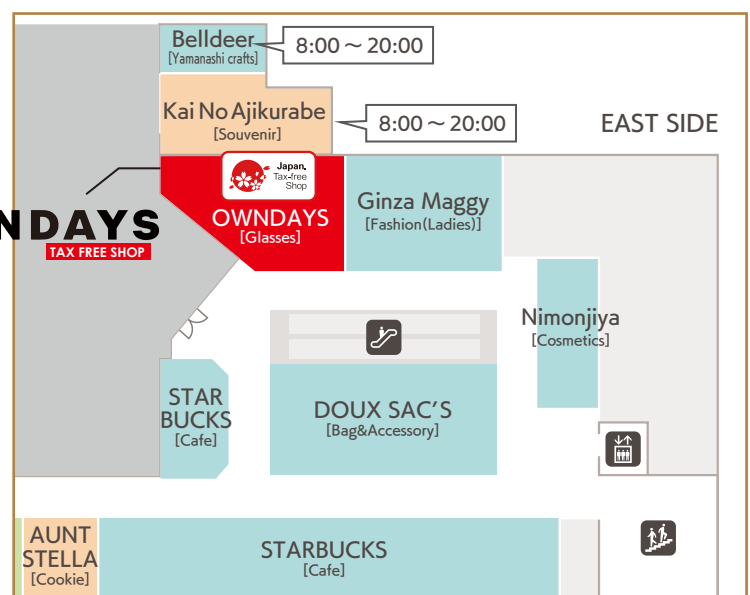 Belldeer
[Yamanashi crafts]
8:00～20:00
Kai No Ajikurabe
[Souvenir]
8:00～20:00
EAST SIDE
Japan.
Tax-free
Shop
OWNDAYS
[Glasses]
NDAYS
TAX FREE SHOP
Ginza Maggy
[Fashion(Ladies)]
Nimonjiya
[Cosmetics]
STAR
BUCKS
[Cafe]
DOUX SAC'S
[Bag&Accessory]
AUNT
STELLA
[Cookie]
STARBUCKS
[Cafe]